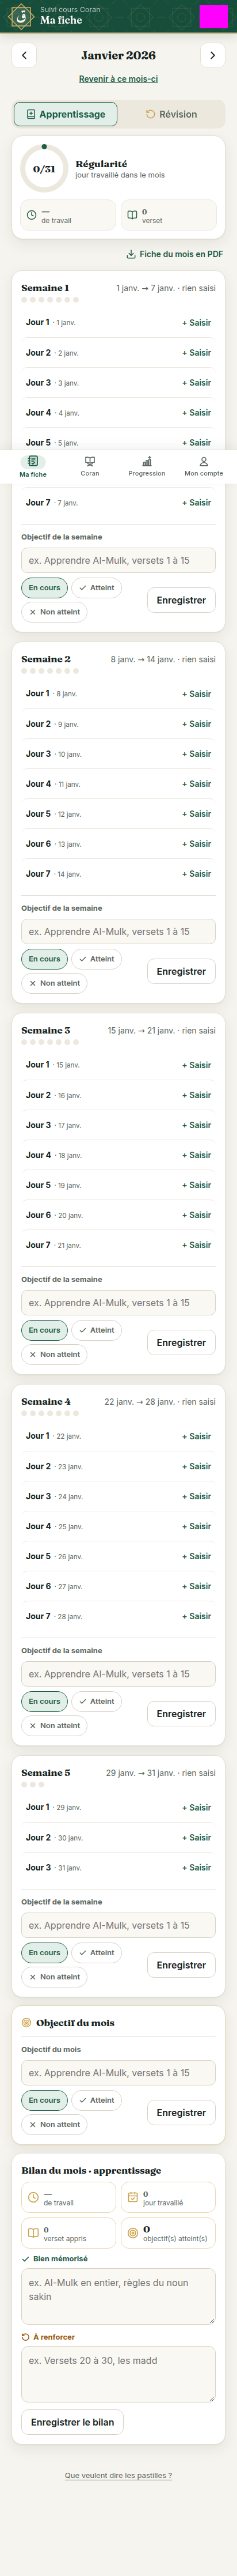 Suivi cours Coran
Ma fiche
Janvier 2026
Revenir à ce mois-ci
Apprentissage
Révision
0/31
Régularité
jour travaillé dans le mois
—
de travail
0
verset
Fiche du mois en PDF
Semaine 1
1 janv. → 7 janv. · rien saisi
Jour 1 · 1 janv.
+ Saisir
Jour 2 · 2 janv.
+ Saisir
Jour 3 · 3 janv.
+ Saisir
Jour 4 · 4 janv.
+ Saisir
Jour 5 · 5 janv.
+ Saisir
Ma fiche
Coran
Progression
Mon compte
Jour 7 · 7 janv.
+ Saisir
Objectif de la semaine
ex. Apprendre Al-Mulk, versets 1 à 15
En cours
Atteint
Non atteint
Enregistrer
Semaine 2
8 janv. → 14 janv. · rien saisi
Jour 1 · 8 janv.
+ Saisir
Jour 2 · 9 janv.
+ Saisir
Jour 3 · 10 janv.
+ Saisir
Jour 4 · 11 janv.
+ Saisir
Jour 5 · 12 janv.
+ Saisir
Jour 6 · 13 janv.
+ Saisir
Jour 7 · 14 janv.
+ Saisir
Objectif de la semaine
ex. Apprendre Al-Mulk, versets 1 à 15
En cours
Atteint
Non atteint
Enregistrer
Semaine 3
15 janv. → 21 janv. · rien saisi
Jour 1 · 15 janv.
+ Saisir
Jour 2 · 16 janv.
+ Saisir
Jour 3 · 17 janv.
+ Saisir
Jour 4 · 18 janv.
+ Saisir
Jour 5 · 19 janv.
+ Saisir
Jour 6 · 20 janv.
+ Saisir
Jour 7 · 21 janv.
+ Saisir
Objectif de la semaine
ex. Apprendre Al-Mulk, versets 1 à 15
En cours
Atteint
Non atteint
Enregistrer
Semaine 4
22 janv. → 28 janv. · rien saisi
Jour 1 · 22 janv.
+ Saisir
Jour 2 · 23 janv.
+ Saisir
Jour 3 · 24 janv.
+ Saisir
Jour 4 · 25 janv.
+ Saisir
Jour 5 · 26 janv.
+ Saisir
Jour 6 · 27 janv.
+ Saisir
Jour 7 · 28 janv.
+ Saisir
Objectif de la semaine
ex. Apprendre Al-Mulk, versets 1 à 15
En cours
Atteint
Non atteint
Enregistrer
Semaine 5
29 janv. → 31 janv. · rien saisi
Jour 1 · 29 janv.
+ Saisir
Jour 2 · 30 janv.
+ Saisir
Jour 3 · 31 janv.
+ Saisir
Objectif de la semaine
ex. Apprendre Al-Mulk, versets 1 à 15
En cours
Atteint
Non atteint
Enregistrer
Objectif du mois
Objectif du mois
ex. Apprendre Al-Mulk, versets 1 à 15
En cours
Atteint
Non atteint
Enregistrer
Bilan du mois · apprentissage
—
de travail
0
jour travaillé
0
verset appris
0
objectif(s) atteint(s)
Bien mémorisé
ex. Al-Mulk en entier, règles du noun
sakin
À renforcer
ex. Versets 20 à 30, les madd
Enregistrer le bilan
Que veulent dire les pastilles ?